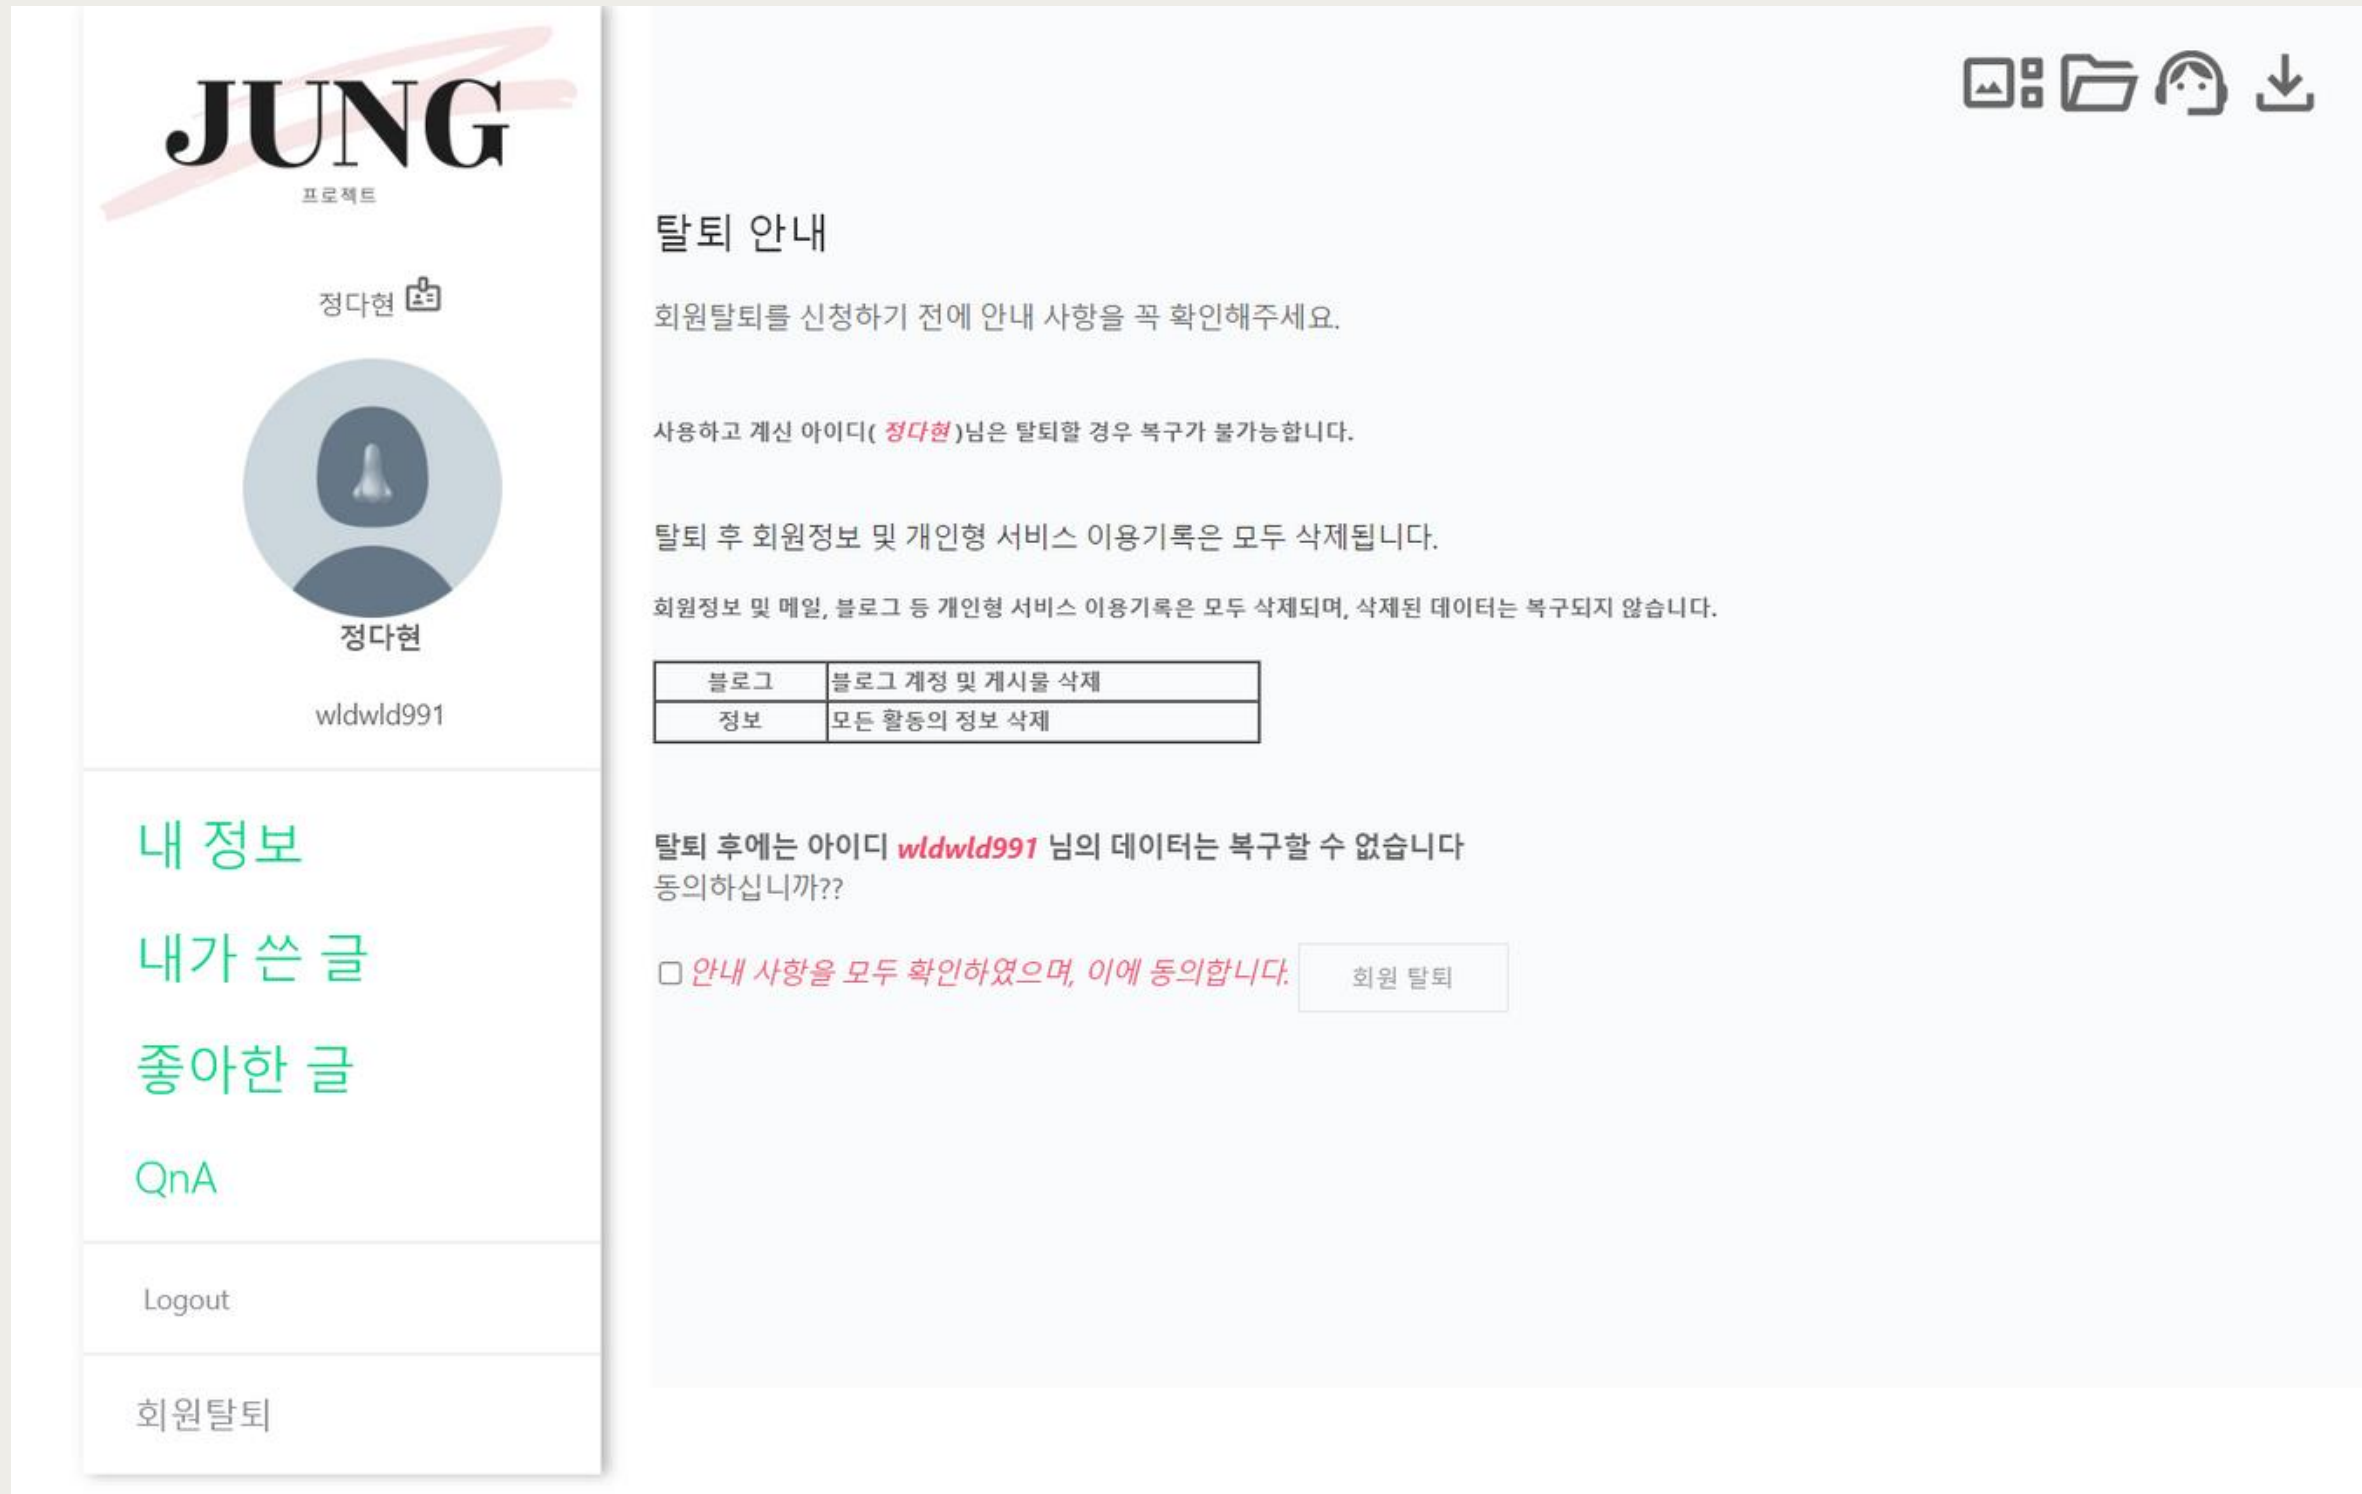 JUNG
프로젝트
정다현
정다현
wldwld991
내 정보
내가 쓴 글
좋아한 글
QnA
Logout
회원탈퇴
탈퇴 안내
회원탈퇴를 신청하기 전에 안내 사항을 꼭 확인해주세요.
사용하고 계신 아이디( 정다현 )님은 탈퇴할 경우 복구가 불가능합니다.
탈퇴 후 회원정보 및 개인형 서비스 이용기록은 모두 삭제됩니다.
회원정보 및 메일, 블로그 등 개인형 서비스 이용기록은 모두 삭제되며, 삭제된 데이터는 복구되지 않습니다.
블로그 블로그 계정 및 게시물 삭제
정보 모든 활동의 정보 삭제
탈퇴 후에는 아이디 wldwld991 님의 데이터는 복구할 수 없습니다
동의하십니까??
안내 사항을 모두 확인하였으며, 이에 동의합니다. 회원 탈퇴